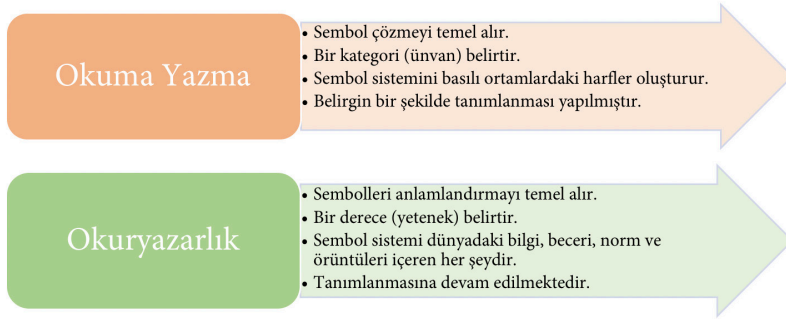 Okuma Yazma
• Sembol çözmeyi temel alır.
• Bir kategori (ünvan) belirtir.
• Sembol sistemini basılı ortamlardaki harfler oluşturur.
• Belirgin bir şekilde tanımlanması yapılmıştır.
Okuryazarlık
• Sembolleri anlamlandırmayı temel alır.
• Bir derece (yetenek) belirtir.
• Sembol sistemi dünyadaki bilgi, beceri, norm ve
örüntüleri içeren her şeydir.
• Tanımlanmasına devam edilmektedir.